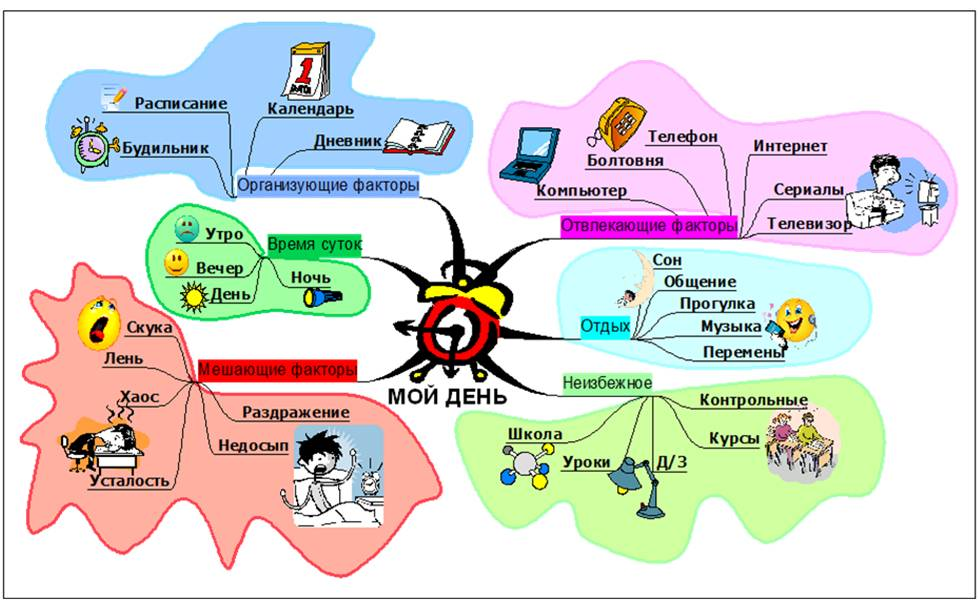 Расписание
Календарь
Будильник
Дневник
Организующие факторы
Утро
Время суток
Вечер
Ночь
День
Скука
Лень
Мешающие факторы
Хаос
Раздражение
Недосып
Усталость
МОЙ ДЕНЬ
Телефон
Интернет
Болтовня
Компьютер
Сериалы
Отвлекающие факторы
Телевизор
Сон
Общение
Прогулка
Отдых
Музыка
Перемены
Неизбежное
Контрольные
Школа
Курсы
Уроки
Д/З
1